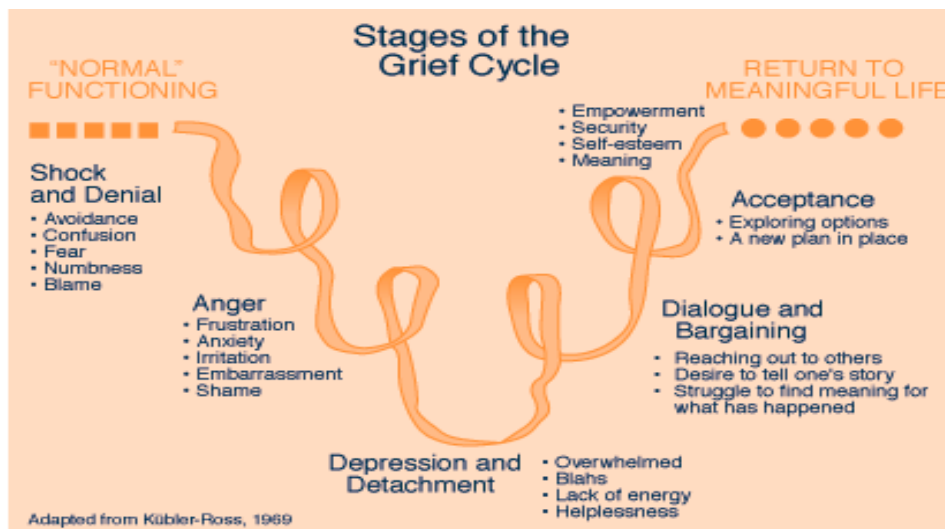 Stages of the
Grief Cycle
"NORMAL"
FUNCTIONING
RETURN TO
MEANINGFUL LIFE
• Empowerment
• Security
• Self-esteem
• Meaning
Shock
and Denial
• Avoidance
• Confusion
• Fear
• Numbness
• Blame
Acceptance
• Exploring options
• A new plan in place
Anger
• Frustration
• Anxiety
• Irritation
• Embarrassment
• Shame
Dialogue and
Bargaining
• Reaching out to others
• Desire to tell one's story
• Struggle to find meaning for
what has happened
Depression and
Detachment
• Overwhelmed
• Blahs
• Lack of energy
• Helplessness
Adapted from Kübler-Ross, 1969